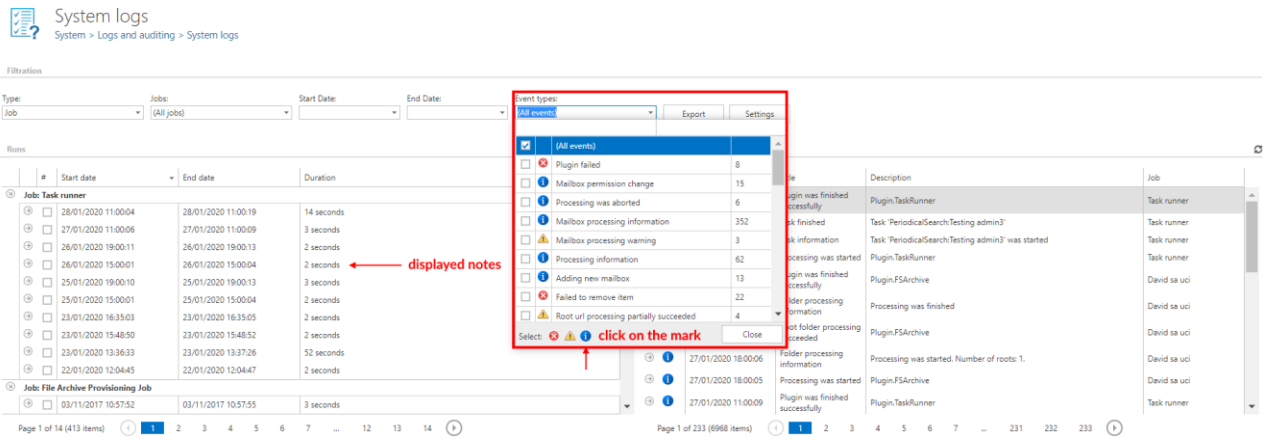 System logs
System > Logs and auditing > System logs
Filtration
Type:
Jobs:
Start Date:
End Date:
Event types:
Job
(All jobs)
(All events)
Export
Settings
Runs
# Start date End date Duration
Job: Task runner
28/01/2020 11:00:04 28/01/2020 11:00:19 14 seconds
27/01/2020 11:00:06 27/01/2020 11:00:09 3 seconds
26/01/2020 19:00:11 26/01/2020 19:00:13 2 seconds
26/01/2020 15:00:01 26/01/2020 15:00:04 2 seconds
displayed notes
25/01/2020 19:00:10 25/01/2020 19:00:13 3 seconds
25/01/2020 15:00:01 25/01/2020 15:00:04 2 seconds
23/01/2020 16:35:03 23/01/2020 16:35:05 2 seconds
23/01/2020 15:48:50 23/01/2020 15:48:52 2 seconds
23/01/2020 13:36:33 23/01/2020 13:37:26 52 seconds
22/01/2020 12:04:45 22/01/2020 12:04:47 2 seconds
Job: File Archive Provisioning Job
03/11/2017 10:57:52 03/11/2017 10:57:55 3 seconds
Page 1 of 14 (413 items) 1 2 3 4 5 6 7 ... 12 13 14
(All events)
Plugin failed 8
Mailbox permission change 15
Processing was aborted 6
Mailbox processing information 352
Mailbox processing warning 3
Processing information 62
Adding new mailbox 13
Failed to remove item 22
Root url processing partially succeeded 4
Select: click on the mark Close
Description Job
was finished
Plugin.TaskRunner Task runner
finished Task 'PeriodicalSearch:Testing admin3' Task runner
information Task 'PeriodicalSearch:Testing admin3' was started Task runner
was started Plugin.TaskRunner Task runner
was finished
Plugin.FSArchive David sa uci
processing
Processing was finished David sa uci
folder processing
Plugin.FSArchive David sa uci
27/01/2020 18:00:06 Folder processing
information Processing was started. Number of roots: 1. David sa uci
27/01/2020 18:00:05 Processing was started Plugin.FSArchive David sa uci
27/01/2020 11:00:09 Plugin was finished
successfully Plugin.TaskRunner Task runner
Page 1 of 233 (6968 items) 1 2 3 4 5 6 7 ... 231 232 233